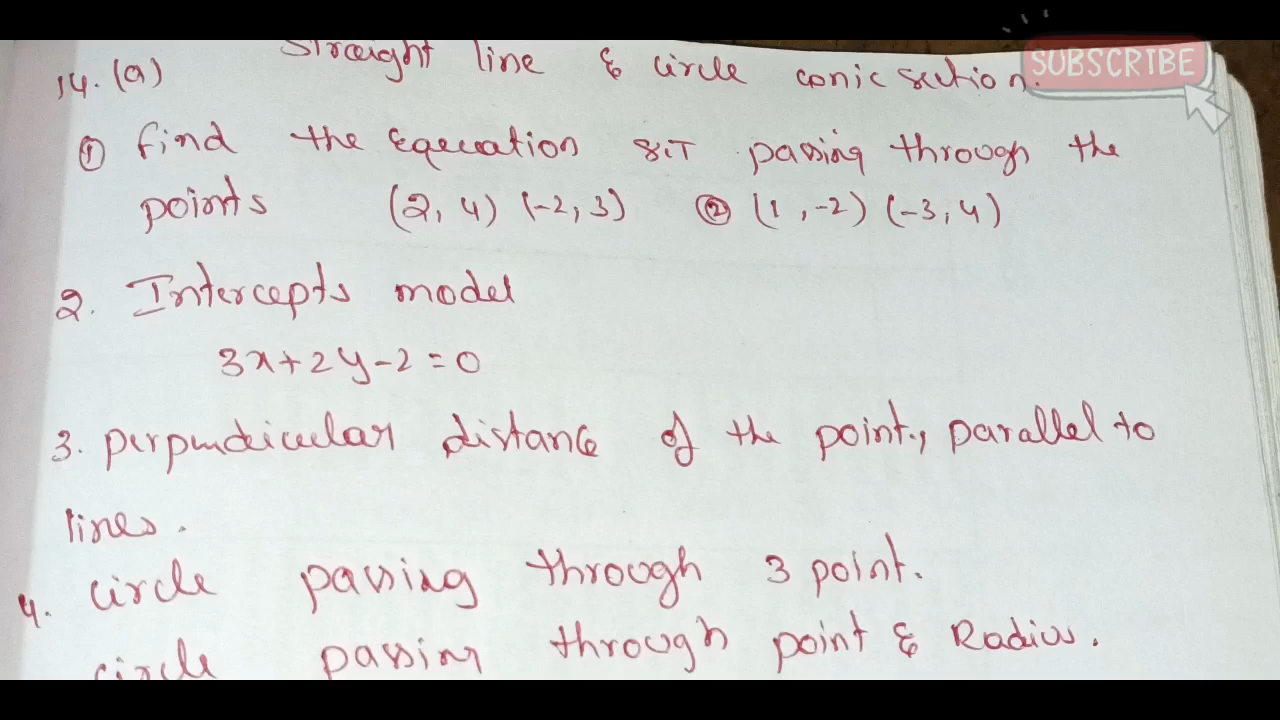 Straight line & circle conic section.
SUBSCRIBE
14. (a)
① find the Equation s.T passing through the
points (2, 4) (-2, 3) ② (1, -2) (-3, 4)
2. Intercepts model
3x+2y-2=0
3. perpendicular distance of the point, parallel to
lines.
4. circle passing through 3 point.
circle passing through point & Radius.